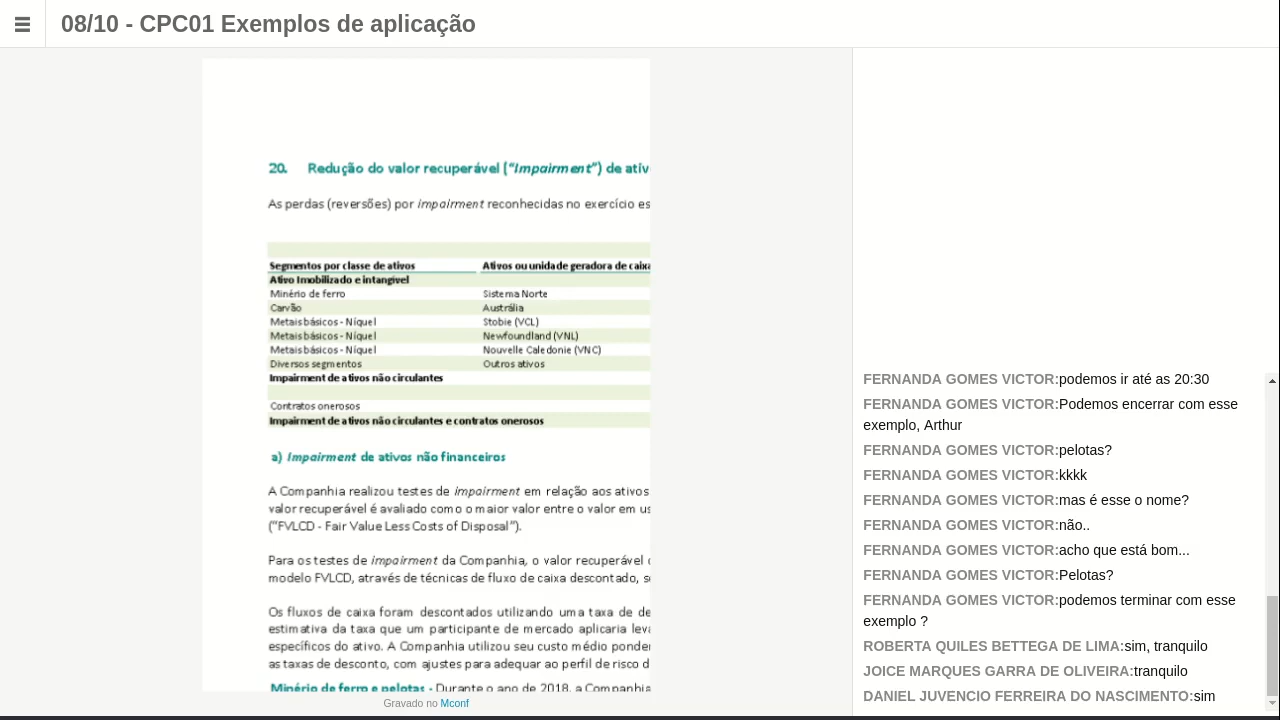 08/10 - CPC01 Exemplos de aplicação
20. Redução do valor recuperável ("Impairment") de ativ
As perdas (reversões) por impairment reconhecidas no exercício es
Segmentos por classe de ativos Ativos ou unidade geradora de caixa
Ativo Imobilizado e intangível
Minério de ferro Sistema Norte
Carvão Austrália
Metais básicos - Níquel Stobie (VCL)
Metais básicos - Níquel Newfoundland (VNL)
Metais básicos - Níquel Nouvelle Caledonie (VNC)
Diversos segmentos Outros ativos
Impairment de ativos não circulantes
Contratos onerosos
Impairment de ativos não circulantes e contratos onerosos
a) Impairment de ativos não financeiros
A Companhia realizou testes de impairment em relação aos ativos
valor recuperável é avaliado como o maior valor entre o valor em us
("FVLCD - Fair Value Less Costs of Disposal").
Para os testes de impairment da Companhia, o valor recuperável
modelo FVLCD, através de técnicas de fluxo de caixa descontado, s
Os fluxos de caixa foram descontados utilizando uma taxa de de
estimativa da taxa que um participante de mercado aplicaria lev
específicos do ativo. A Companhia utilizou seu custo médio ponder
as taxas de desconto, com ajustes para adequar ao perfil de risco d
Minério de ferro e pelotas - Durante o ano de 2018, a Companhia
Gravado no Mconf
FERNANDA GOMES VICTOR:podemos ir até as 20:30
FERNANDA GOMES VICTOR:Podemos encerrar com esse
exemplo, Arthur
FERNANDA GOMES VICTOR:pelotas?
FERNANDA GOMES VICTOR:kkkk
FERNANDA GOMES VICTOR:mas é esse o nome?
FERNANDA GOMES VICTOR:não..
FERNANDA GOMES VICTOR:acho que está bom...
FERNANDA GOMES VICTOR:Pelotas?
FERNANDA GOMES VICTOR:podemos terminar com esse
exemplo ?
ROBERTA QUILES BETTEGA DE LIMA:sim, tranquilo
JOICE MARQUES GARRA DE OLIVEIRA:tranquilo
DANIEL JUVENCIO FERREIRA DO NASCIMENTO:sim